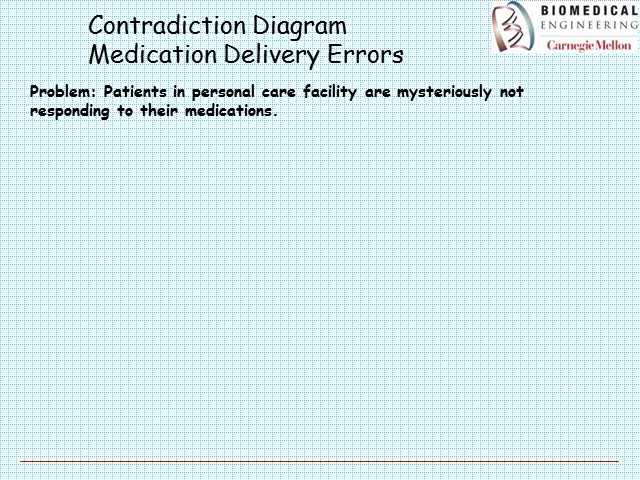 Contradiction Diagram
Medication Delivery Errors
BIOMEDICAL
ENGINEERING
Carnegie Mellon
Problem: Patients in personal care facility are mysteriously not
responding to their medications.